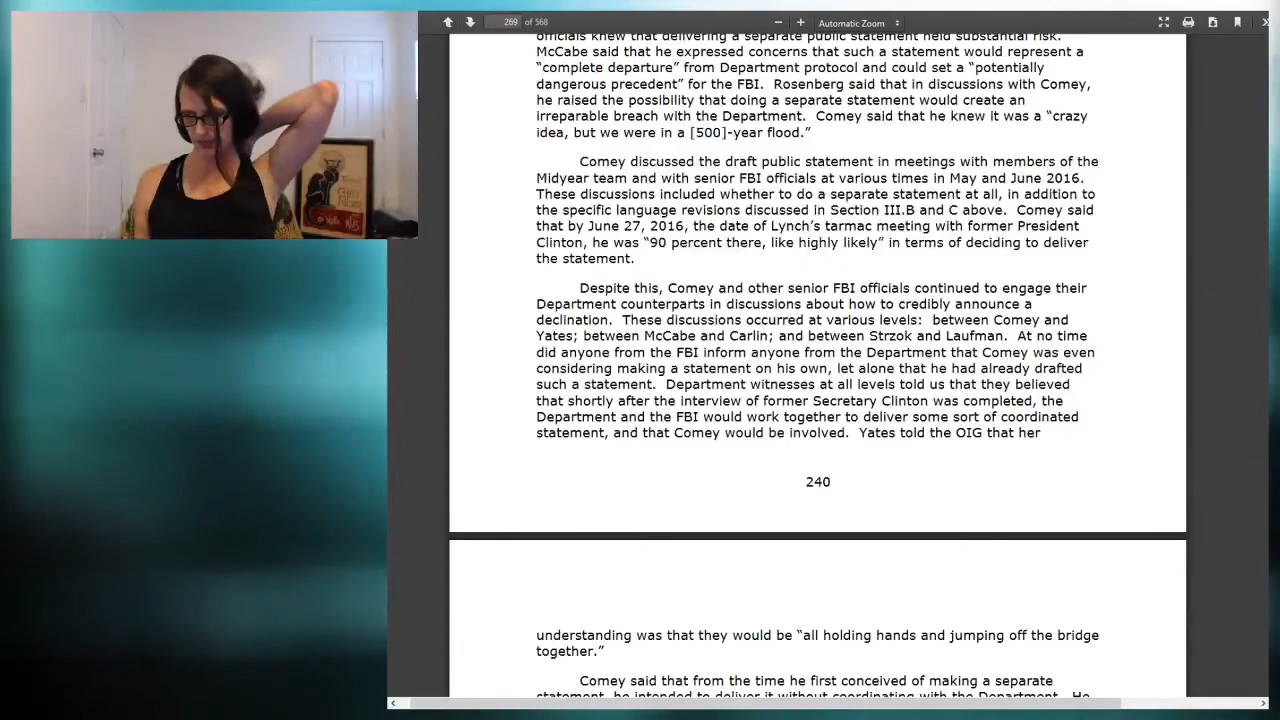 269 of 568
Automatic Zoom
officials knew that delivering a separate public statement held substantial risk.
McCabe said that he expressed concerns that such a statement would represent a
“complete departure” from Department protocol and could set a “potentially
dangerous precedent” for the FBI.  Rosenberg said that in discussions with Comey,
he raised the possibility that doing a separate statement would create an
irreparable breach with the Department.  Comey said that he knew it was a “crazy
idea, but we were in a [500]-year flood.”
Comey discussed the draft public statement in meetings with members of the
Midyear team and with senior FBI officials at various times in May and June 2016.
These discussions included whether to do a separate statement at all, in addition to
the specific language revisions discussed in Section III.B and C above.  Comey said
that by June 27, 2016, the date of Lynch’s tarmac meeting with former President
Clinton, he was “90 percent there, like highly likely” in terms of deciding to deliver
the statement.
Despite this, Comey and other senior FBI officials continued to engage their
Department counterparts in discussions about how to credibly announce a
declination.  These discussions occurred at various levels:  between Comey and
Yates; between McCabe and Carlin; and between Strzok and Laufman.  At no time
did anyone from the FBI inform anyone from the Department that Comey was even
considering making a statement on his own, let alone that he had already drafted
such a statement.  Department witnesses at all levels told us that they believed
that shortly after the interview of former Secretary Clinton was completed, the
Department and the FBI would work together to deliver some sort of coordinated
statement, and that Comey would be involved.  Yates told the OIG that her
240
understanding was that they would be “all holding hands and jumping off the bridge
together.”
Comey said that from the time he first conceived of making a separate
statement, he intended to deliver it without coordinating with the Department.  He